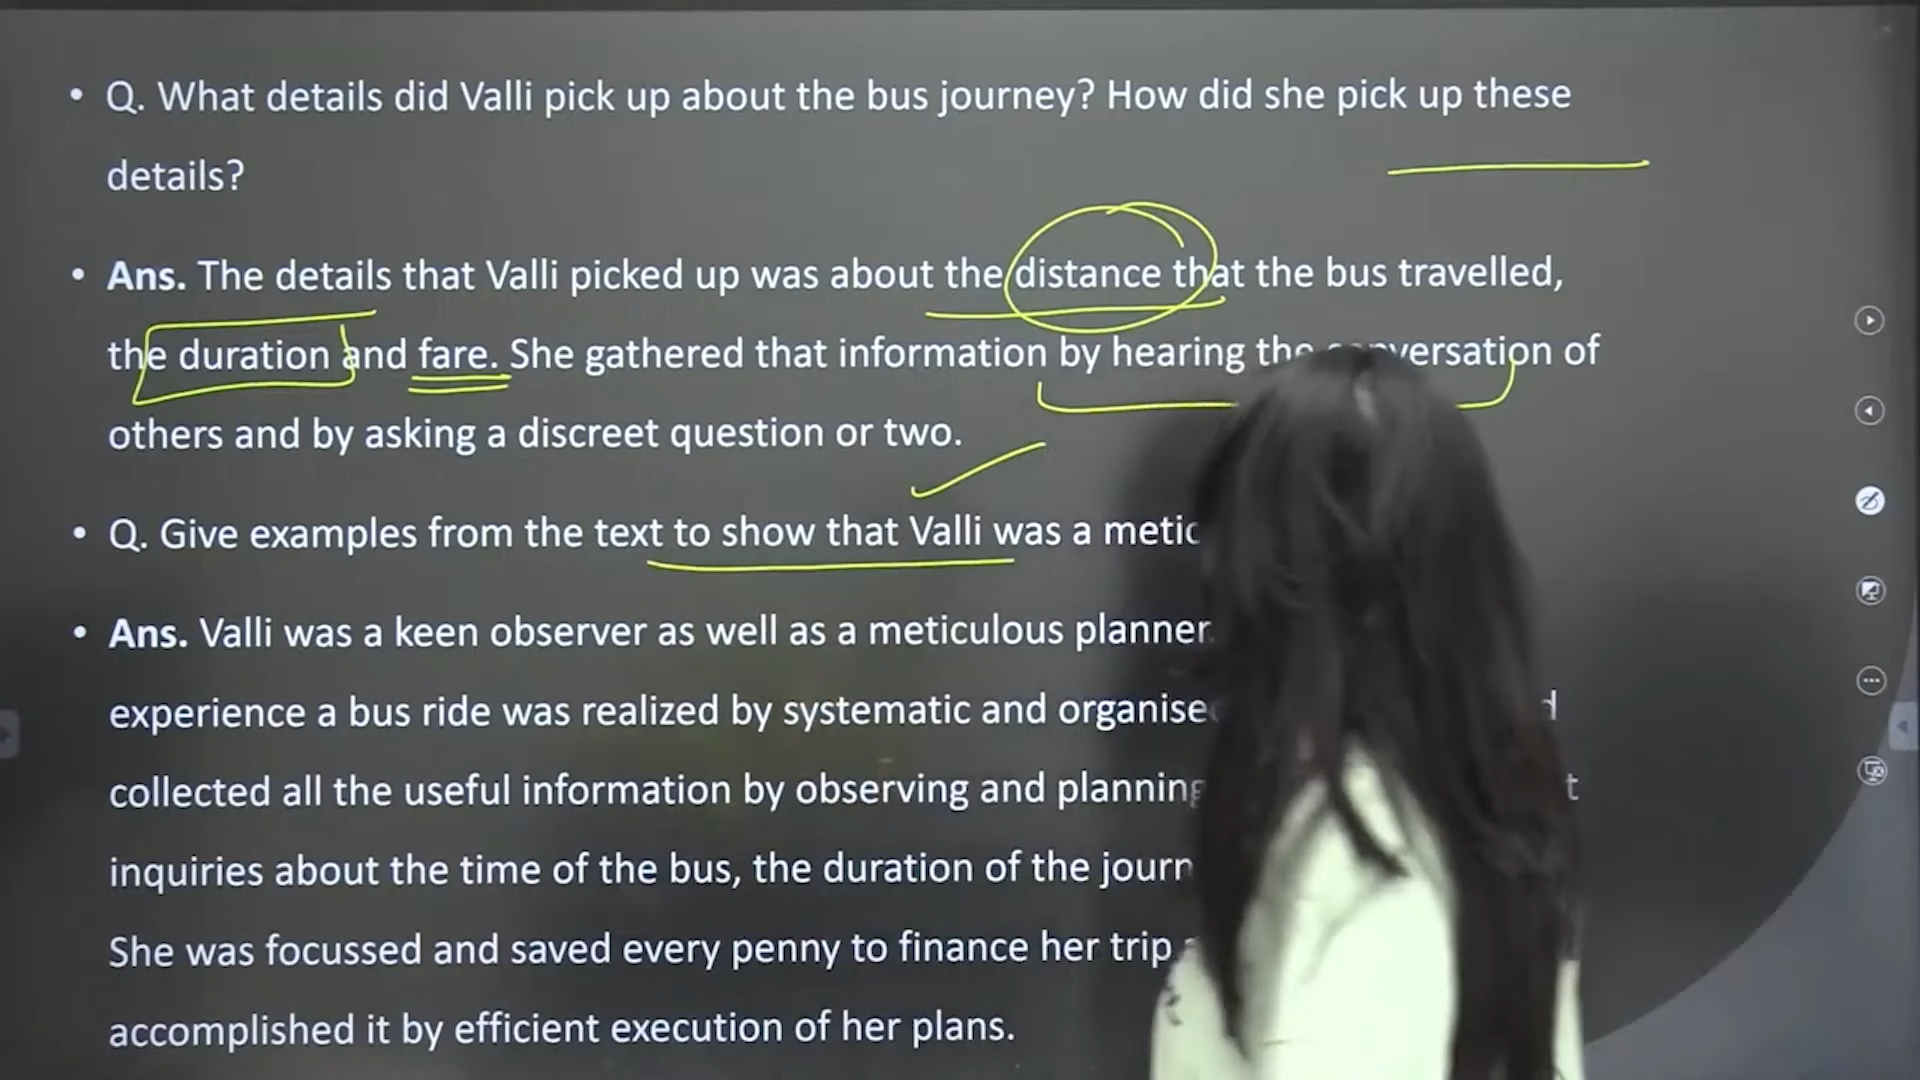 • Q. What details did Valli pick up about the bus journey? How did she pick up these
details?
• Ans. The details that Valli picked up was about the distance that the bus travelled,
the duration and fare. She gathered that information by hearing the conversation of
others and by asking a discreet question or two.
• Q. Give examples from the text to show that Valli was a
• Ans. Valli was a keen observer as well as a meticulous planner.
experience a bus ride was realized by systematic and
collected all the useful information by observing and planning
inquiries about the time of the bus, the duration of the
She was focussed and saved every penny to finance her trip
accomplished it by efficient execution of her plans.